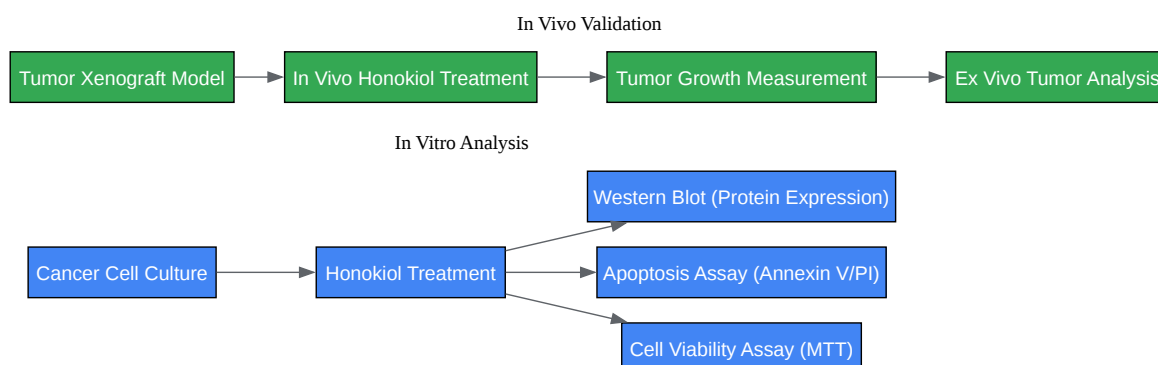 In Vivo Validation
Tumor Xenograft Model
In Vivo Honokiol Treatment
Tumor Growth Measurement
Ex Vivo Tumor Analysis
In Vitro Analysis
Western Blot (Protein Expression)
Cancer Cell Culture
Honokiol Treatment
Apoptosis Assay (Annexin V/PI)
Cell Viability Assay (MTT)